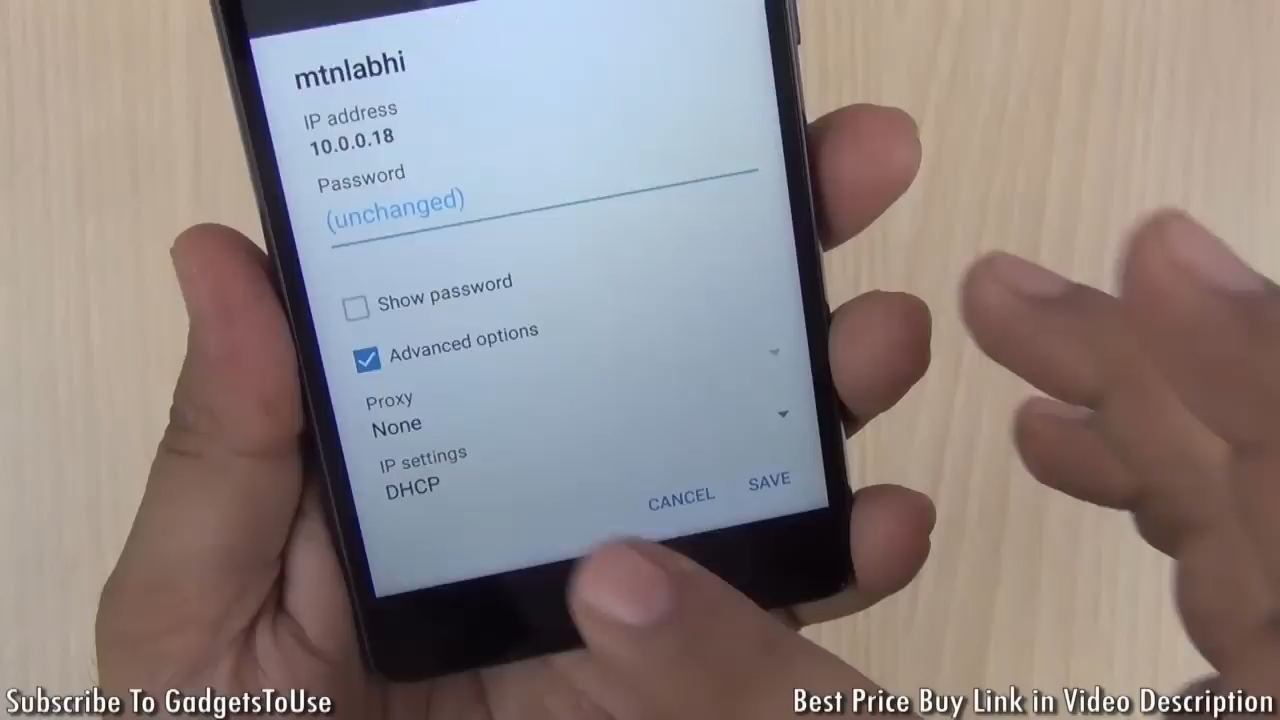 mtnlabhi
IP address
10.0.0.18
Password
(unchanged)
Show password
Advanced options
Proxy
None
IP settings
DHCP
CANCEL SAVE
Subscribe To GadgetsToUse
Best Price Buy Link in Video Description